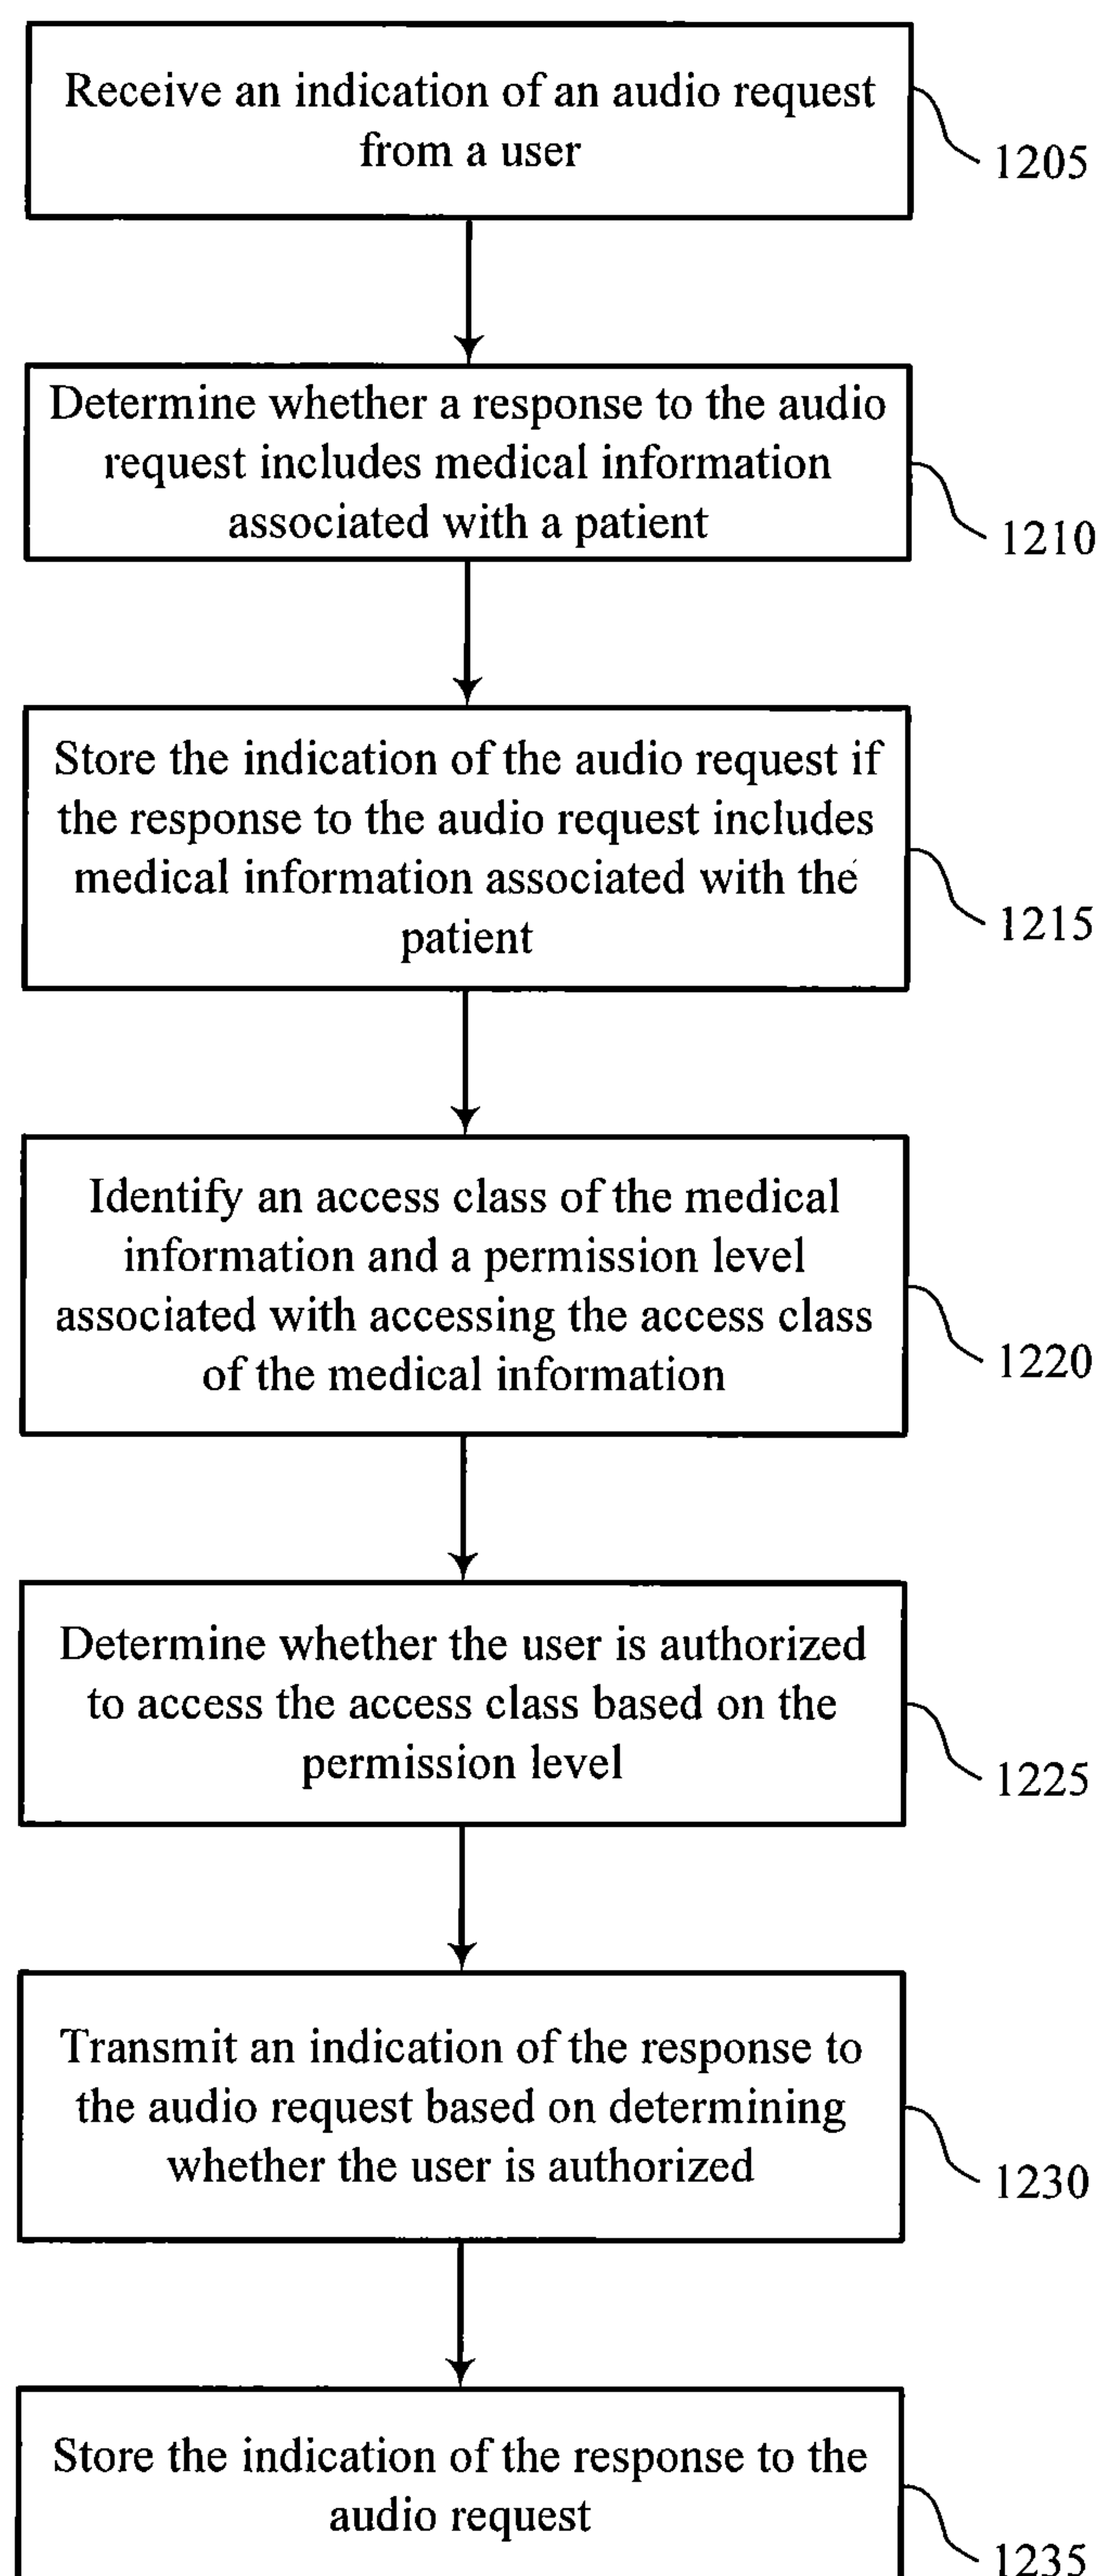 Receive an indication of an audio request
from a user
1205
Determine whether a response to the audio
request includes medical information
associated with a patient
1210
Store the indication of the audio request if
the response to the audio request includes
medical information associated with the
patient
1215
Identify an access class of the medical
information and a permission level
associated with accessing the access class
of the medical information
1220
Determine whether the user is authorized
to access the access class based on the
permission level
1225
Transmit an indication of the response to
the audio request based on determining
whether the user is authorized
1230
Store the indication of the response to the
audio request
1235